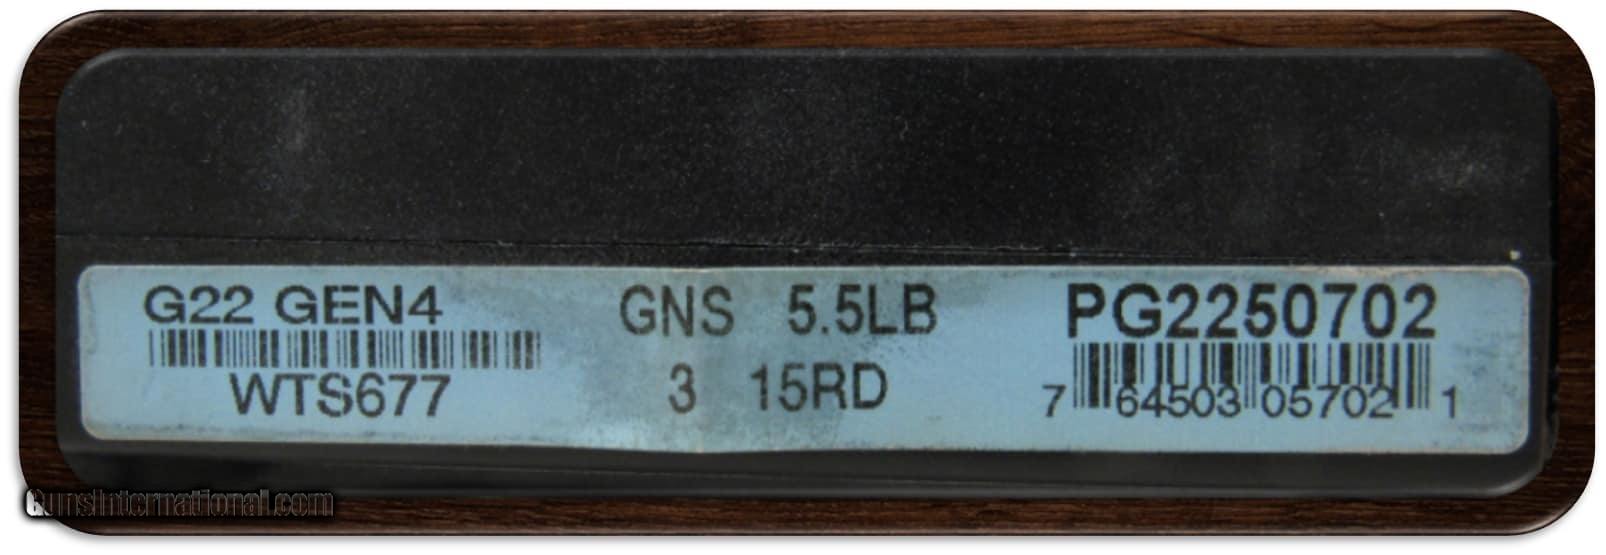 G22 GEN4
WTS677
GNS 5.5LB
3 15RD
PG2250702
7 64503 05702 1
GunsInternational.com